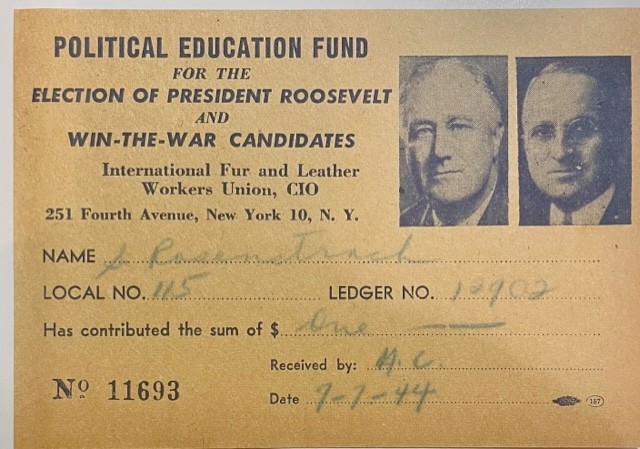 POLITICAL EDUCATION FUND
FOR THE
ELECTION OF PRESIDENT ROOSEVELT
AND
WIN-THE-WAR CANDIDATES
International Fur and Leather
Workers Union, CIO
251 Fourth Avenue, New York 10, N. Y.
NAME S Rosenstrach
LOCAL NO. 115 LEDGER NO. 12902
Has contributed the sum of $ One
Received by: M.C.
Nº 11693
Date 7-7-44
187